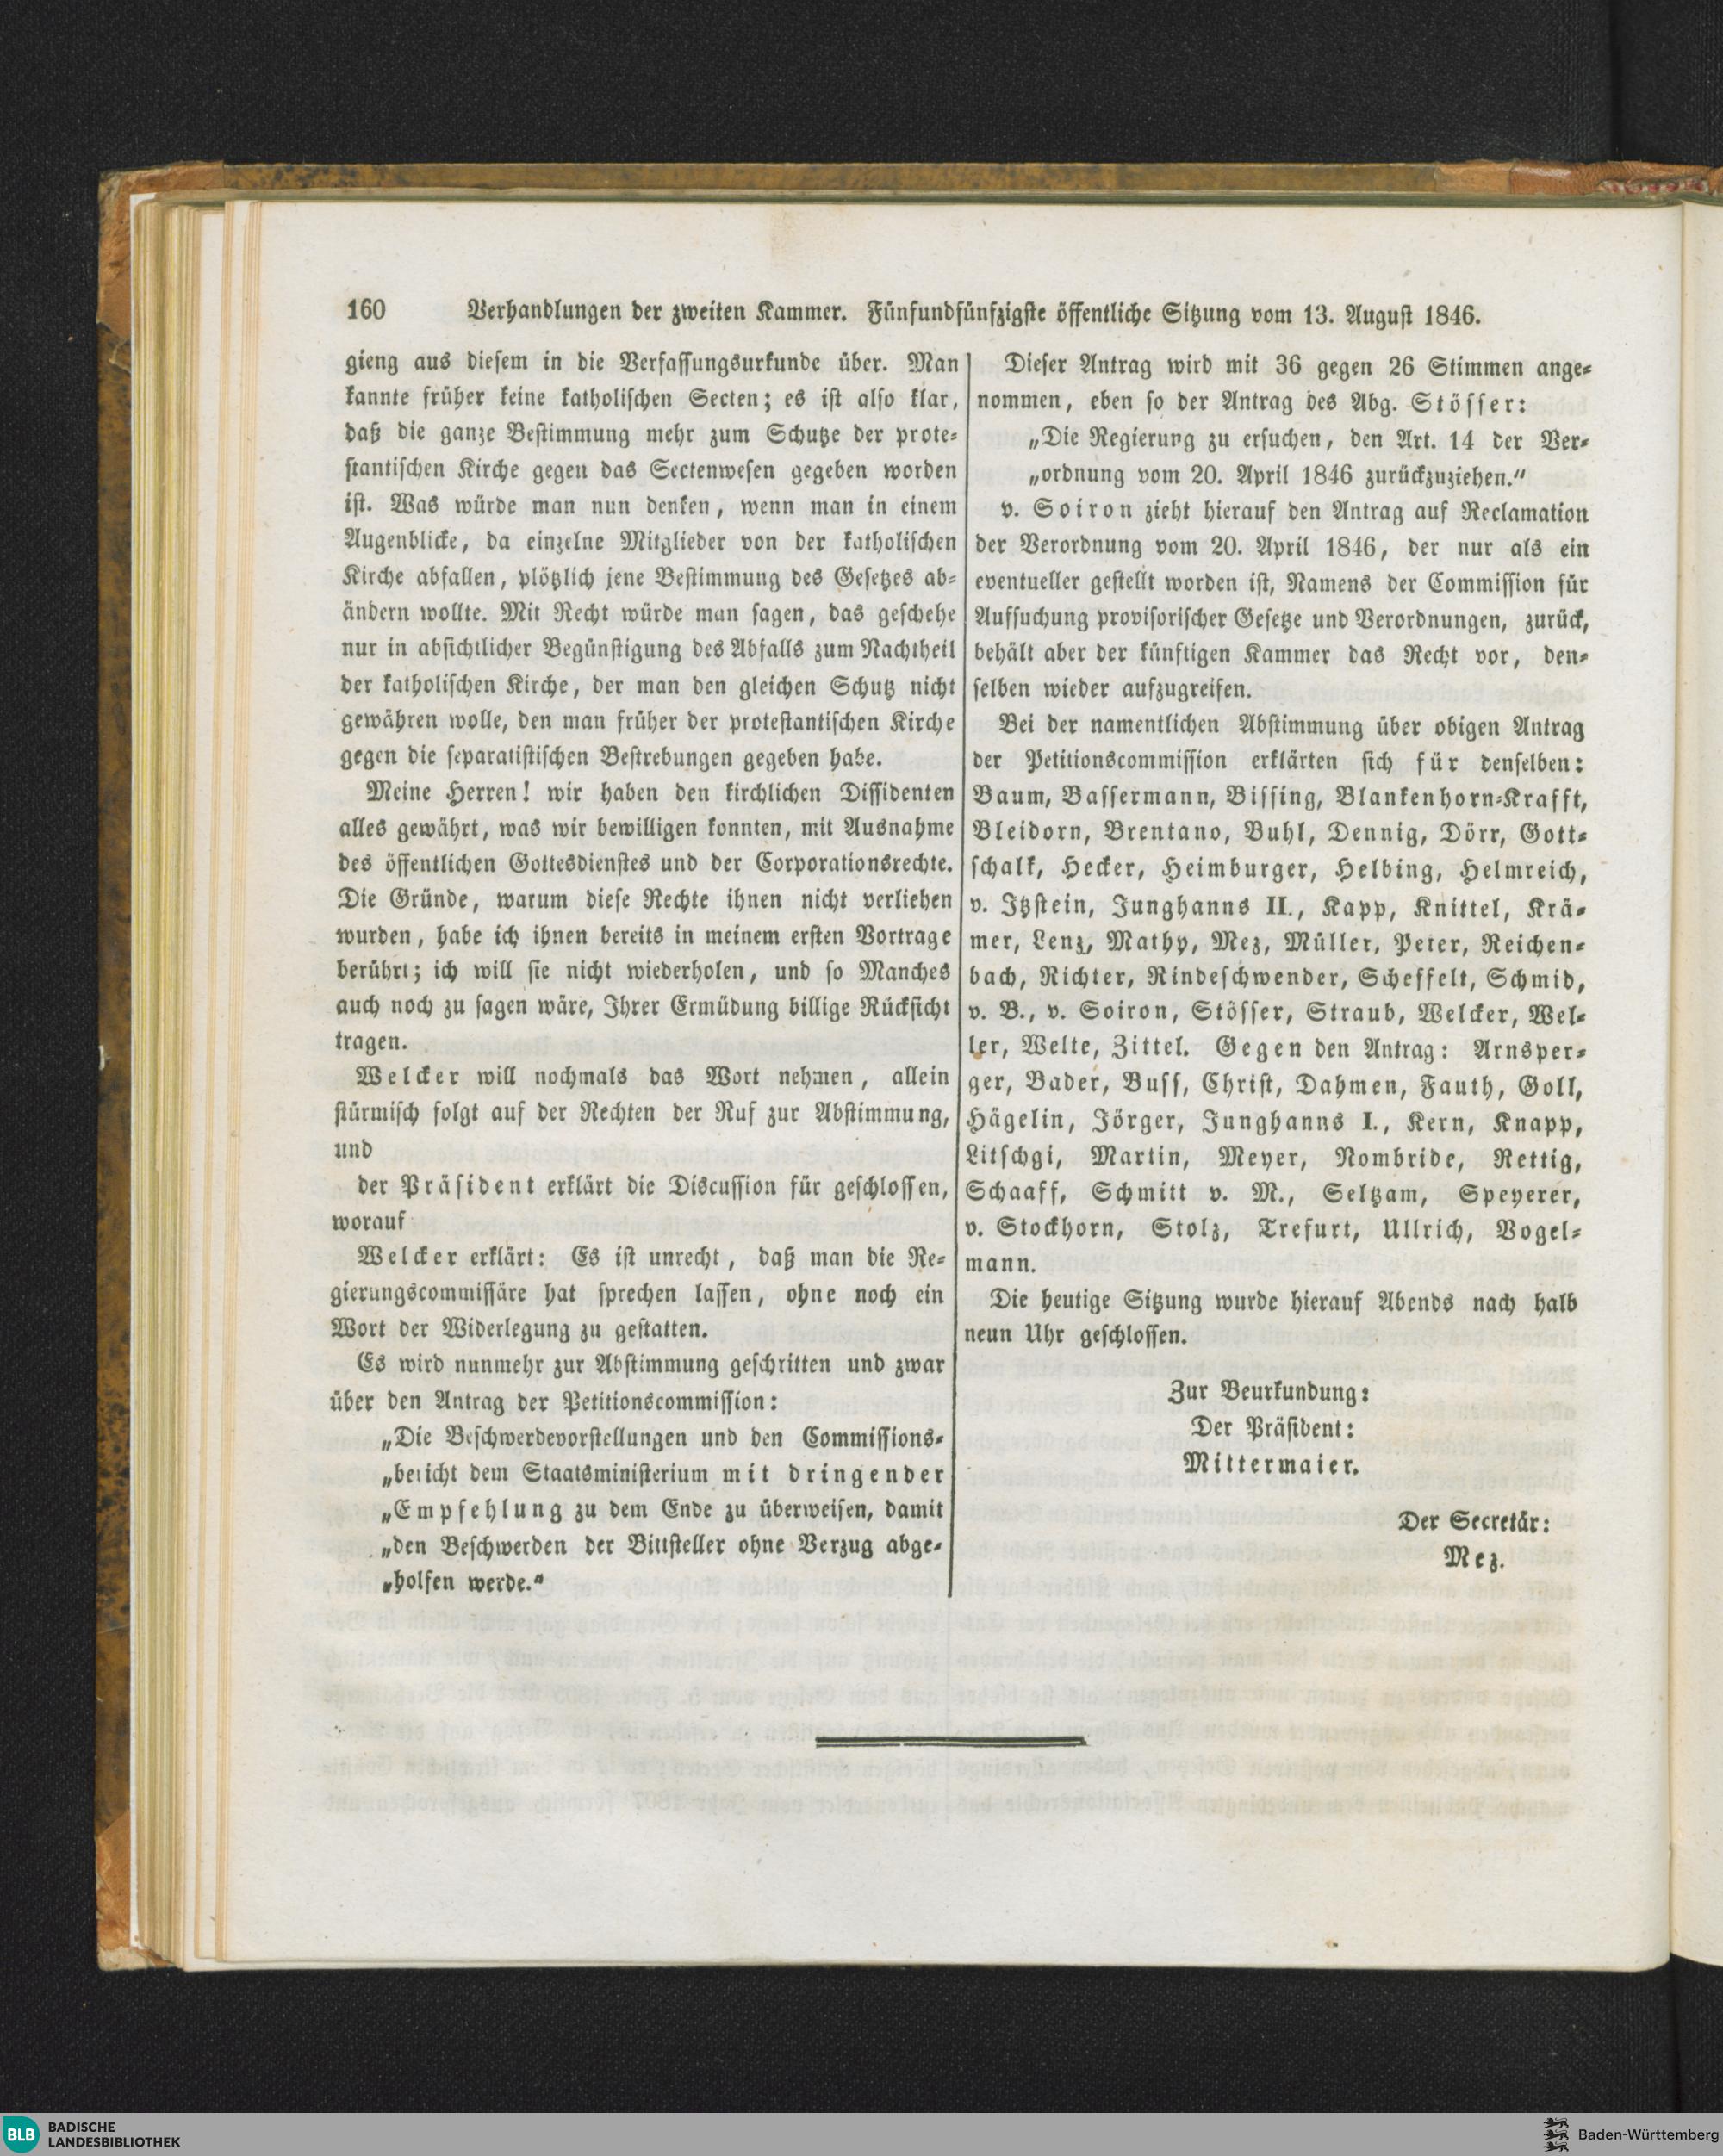 160 Verhandlungen der zweiten Kammer. Fünfundfünfzigste öffentliche Sitzung vom 13. August 1846.
gieng aus diesem in die Verfassungsurkunde über. Man
kannte früher keine katholischen Secten; es ist also klar,
daß die ganze Bestimmung mehr zum Schutze der prote-
stantischen Kirche gegen das Sectenwesen gegeben worden
ist. Was würde man nun denken, wenn man in einem
Augenblicke, da einzelne Mitglieder von der katholischen
Kirche abfallen, plötzlich jene Bestimmung des Gesetzes ab-
ändern wollte. Mit Recht würde man sagen, das geschehe
nur in absichtlicher Begünstigung des Abfalls zum Nachtheil
der katholischen Kirche, der man den gleichen Schutz nicht
gewähren wolle, den man früher der protestantischen Kirche
gegen die separatistischen Bestrebungen gegeben habe.
Meine Herren! wir haben den kirchlichen Dissidenten
alles gewährt, was wir bewilligen konnten, mit Ausnahme
des öffentlichen Gottesdienstes und der Corporationsrechte.
Die Gründe, warum diese Rechte ihnen nicht verliehen
wurden, habe ich ihnen bereits in meinem ersten Vortrage
berührt; ich will sie nicht wiederholen, und so Manches
auch noch zu sagen wäre, Ihrer Ermüdung billige Rücksicht
tragen.
Welcker will nochmals das Wort nehmen, allein
stürmisch folgt auf der Rechten der Ruf zur Abstimmung,
und
der Präsident erklärt die Discussion für geschlossen,
worauf
Welcker erklärt: Es ist unrecht, daß man die Re-
gierungscommissäre hat sprechen lassen, ohne noch ein
Wort der Widerlegung zu gestatten.
Es wird nunmehr zur Abstimmung geschritten und zwar
über den Antrag der Petitionscommission:
„Die Beschwerdevorstellungen und den Commissions-
„bericht dem Staatsministerium mit dringender
„Empfehlung zu dem Ende zu überweisen, damit
„den Beschwerden der Bittsteller ohne Verzug abge-
„holfen werde.“
Dieser Antrag wird mit 36 gegen 26 Stimmen ange-
nommen, eben so der Antrag des Abg. Stösser:
„Die Regierung zu ersuchen, den Art. 14 der Ver-
„ordnung vom 20. April 1846 zurückzuziehen.“
v. Soiron zieht hierauf den Antrag auf Reclamation
der Verordnung vom 20. April 1846, der nur als ein
eventueller gestellt worden ist, Namens der Commission für
Aufsuchung provisorischer Gesetze und Verordnungen, zurück,
behält aber der künftigen Kammer das Recht vor, den-
selben wieder aufzugreifen.
Bei der namentlichen Abstimmung über obigen Antrag
der Petitionscommission erklärten sich für denselben:
Baum, Bassermann, Bissing, Blankenhorn-Krafft,
Bleidorn, Brentano, Buhl, Dennig, Dörr, Gott-
schalk, Hecker, Heimburger, Helbing, Helmreich,
v. Itzstein, Junghanns II., Kapp, Knittel, Krä-
mer, Lenz, Mathy, Mez, Müller, Peter, Reichen-
bach, Richter, Rindeschwender, Scheffelt, Schmid,
v. B., v. Soiron, Stösser, Straub, Welcker, Wel-
ler, Welte, Zittel. Gegen den Antrag: Arnsper-
ger, Bader, Buss, Christ, Dahmen, Fauth, Goll,
Hägelin, Jörger, Junghanns I., Kern, Knapp,
Litschgi, Martin, Meyer, Nombride, Rettig,
Schaaff, Schmitt v. M., Seltzam, Speyerer,
v. Stockhorn, Stolz, Trefurt, Ullrich, Vogel-
mann.
Die heutige Sitzung wurde hierauf Abends nach halb
neun Uhr geschlossen.
Zur Beurkundung:
Der Präsident:
Mittermaier.
Der Secretär:
Mez.
BLB BADISCHE
LANDESBIBLIOTHEK
Baden-Württemberg